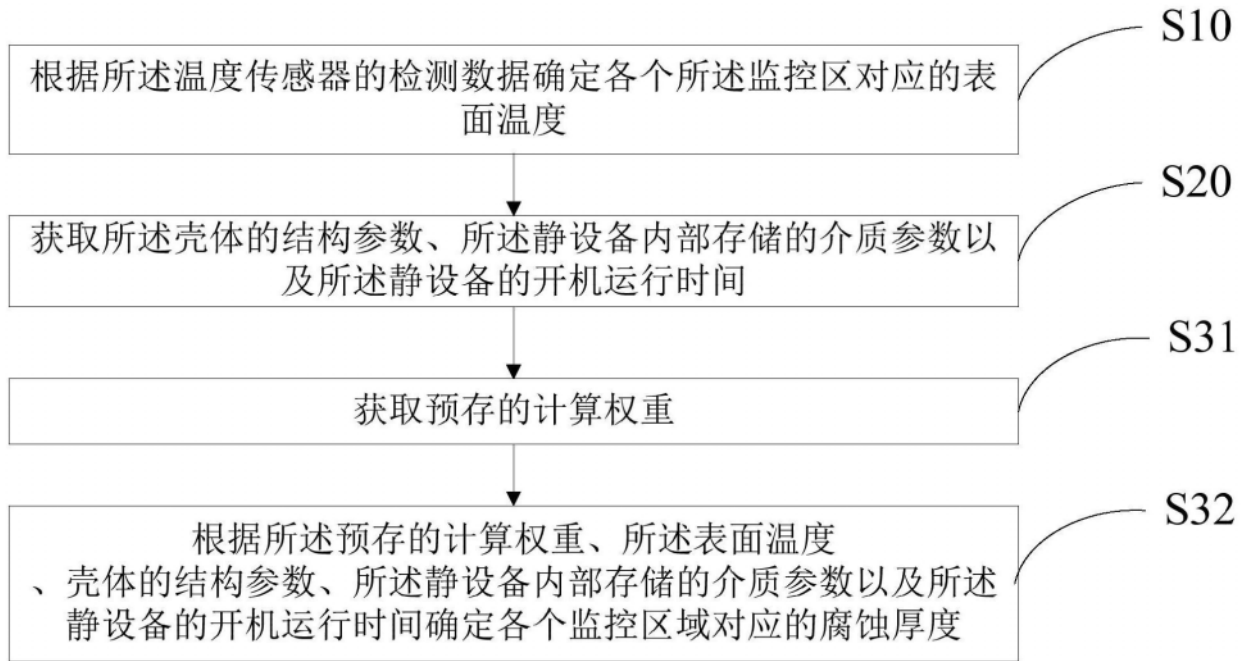 S10
根据所述温度传感器的检测数据确定各个所述监控区对应的表
面温度
S20
获取所述壳体的结构参数、所述静设备内部存储的介质参数以
及所述静设备的开机运行时间
S31
获取预存的计算权重
S32
根据所述预存的计算权重、所述表面温度
、壳体的结构参数、所述静设备内部存储的介质参数以及所述
静设备的开机运行时间确定各个监控区域对应的腐蚀厚度